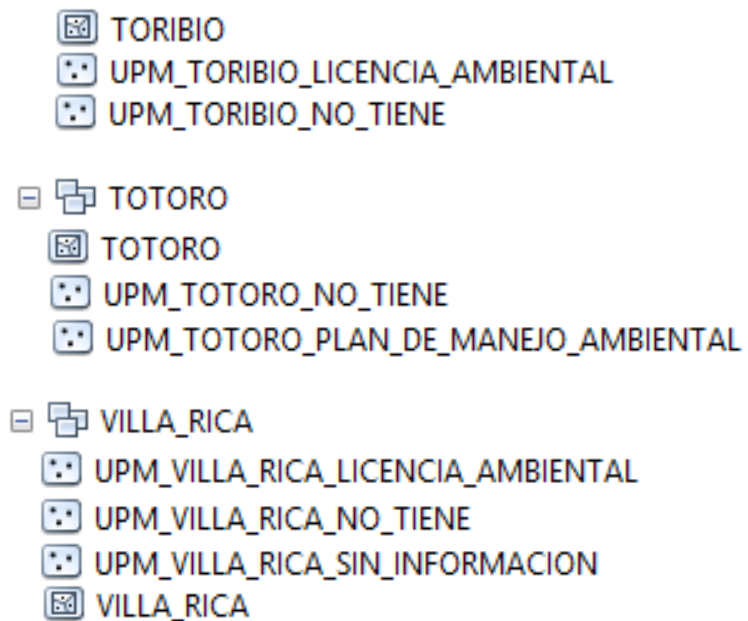 TORIBIO
UPM_TORIBIO_LICENCIA_AMBIENTAL
UPM_TORIBIO_NO_TIENE
TOTORO
TOTORO
UPM_TOTORO_NO_TIENE
UPM_TOTORO_PLAN_DE_MANEJO_AMBIENTAL
VILLA_RICA
UPM_VILLA_RICA_LICENCIA_AMBIENTAL
UPM_VILLA_RICA_NO_TIENE
UPM_VILLA_RICA_SIN_INFORMACION
VILLA_RICA